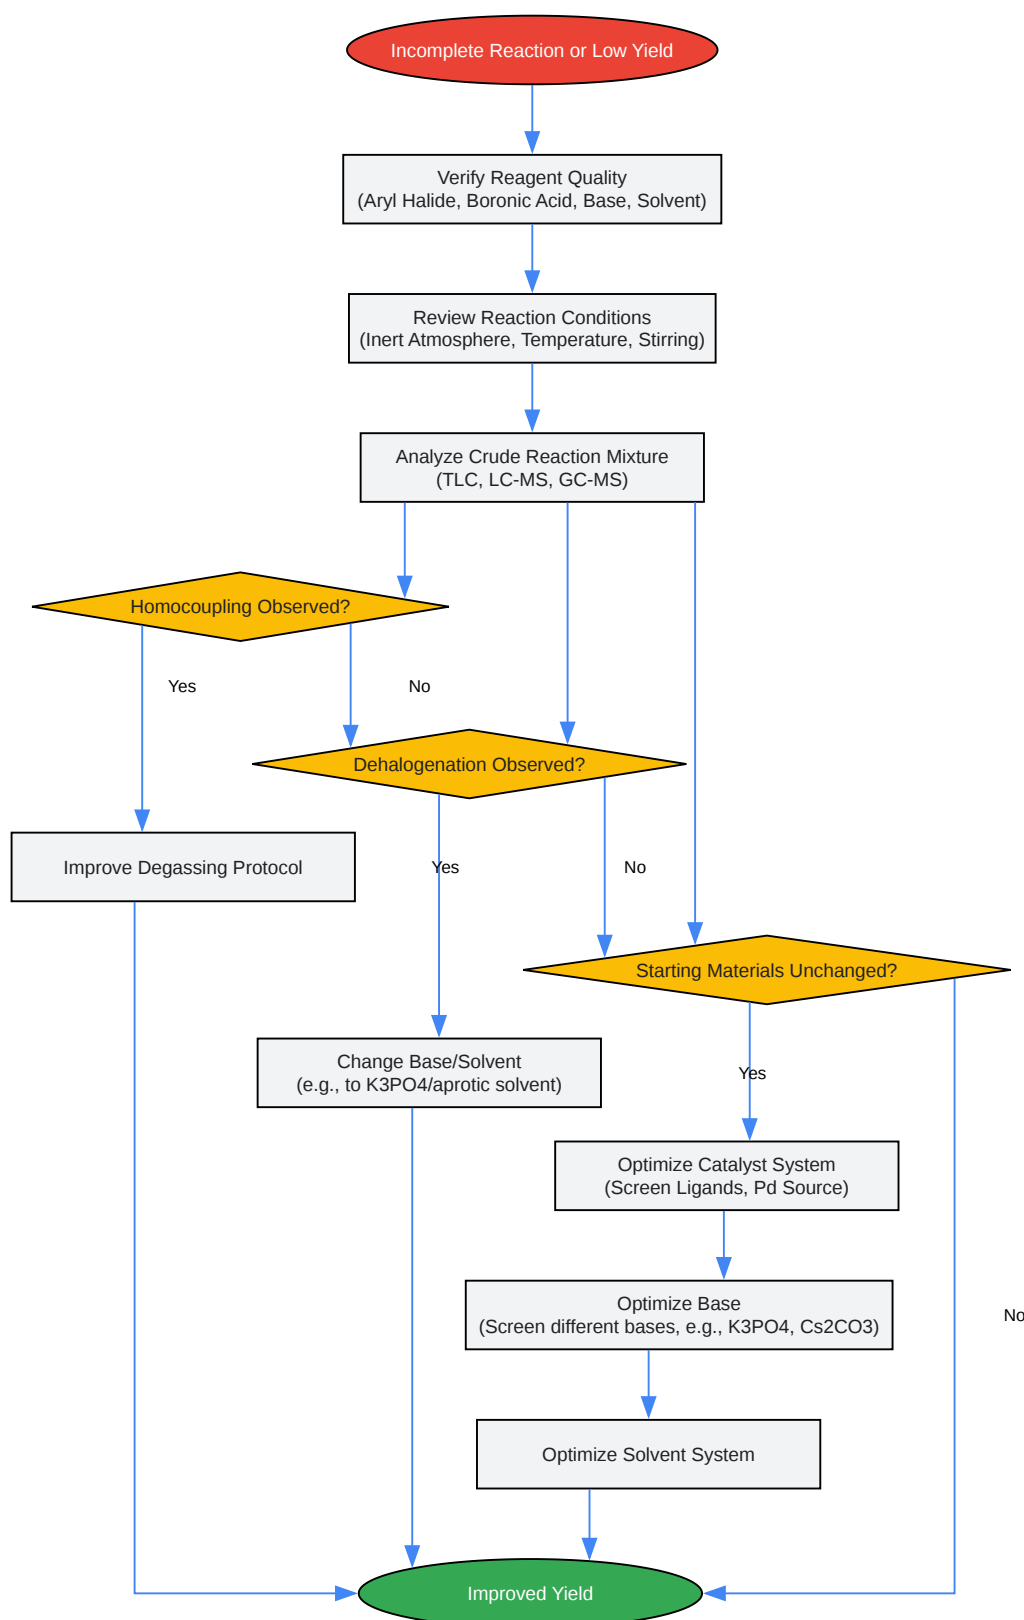 Incomplete Reaction or Low Yield
Verify Reagent Quality
(Aryl Halide, Boronic Acid, Base, Solvent)
Review Reaction Conditions
(Inert Atmosphere, Temperature, Stirring)
Analyze Crude Reaction Mixture
(TLC, LC-MS, GC-MS)
Homocoupling Observed?
Yes
No
Dehalogenation Observed?
Improve Degassing Protocol
Yes
No
Starting Materials Unchanged?
Change Base/Solvent
(e.g., to K3PO4/aprotic solvent)
Yes
Optimize Catalyst System
(Screen Ligands, Pd Source)
Optimize Base
(Screen different bases, e.g., K3PO4, Cs2CO3)
No
Optimize Solvent System
Improved Yield